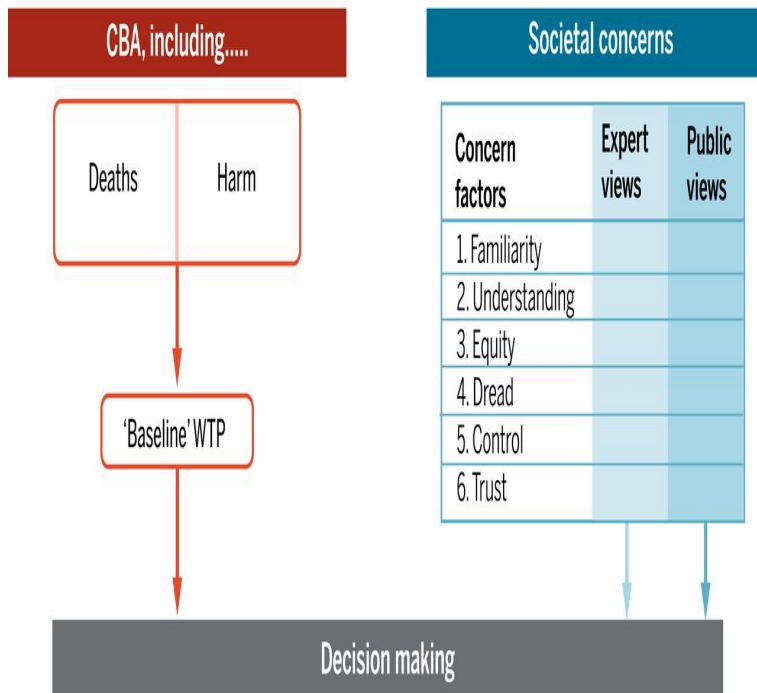 CBA, including.....
Deaths
Harm
'Baseline' WTP
Societal concerns
Concern
factors
Expert
views
Public
views
1. Familiarity
2. Understanding
3. Equity
4. Dread
5. Control
6. Trust
Decision making